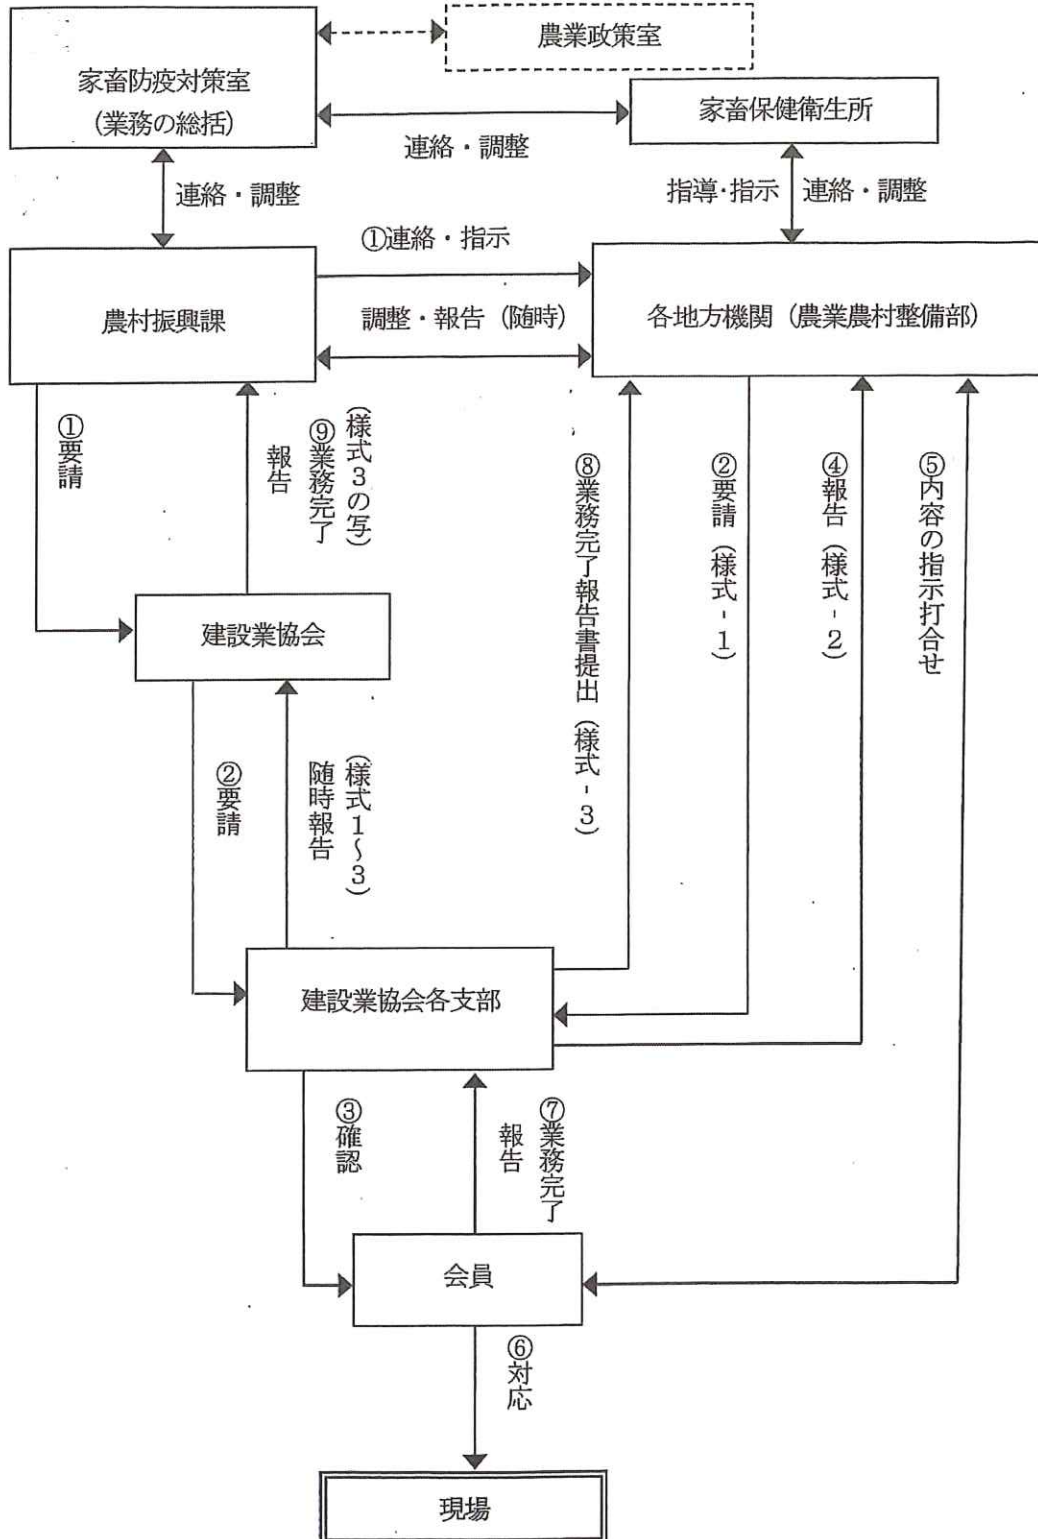 農業政策室
家畜防疫対策室
(業務の総括)
家畜保健衛生所
連絡・調整
連絡・調整
指導・指示
連絡・調整
①連絡・指示
農村振興課
調整・報告（随時）
各地方機関（農業農村整備部）
①要請
(様式3の写)
⑨業務完了
報告
⑧業務完了報告書提出（様式-3）
②要請（様式-1）
④報告（様式-2）
⑤内容の指示打合せ
建設業協会
②要請
(様式1～3)
随時報告
建設業協会各支部
③確認
⑦業務完了
報告
会員
⑥対応
現場